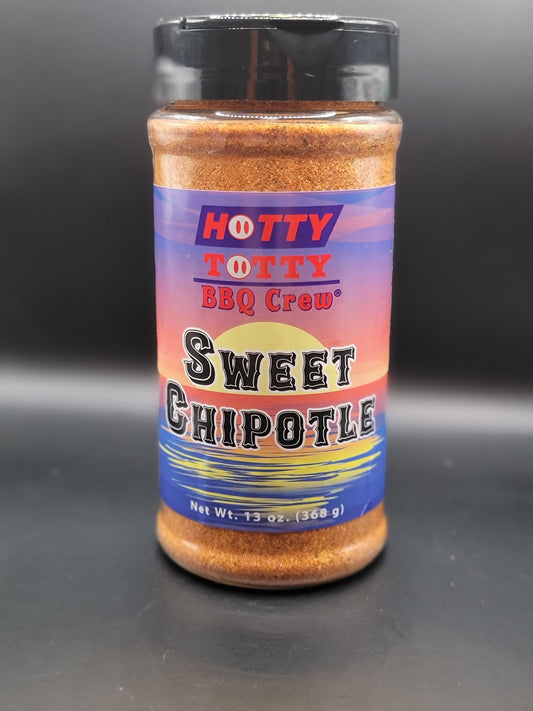 HOTTY
TOTTY
BBQ Crew®
SWEET
CHIPOTLE
Net Wt. 13 oz. (368 g)